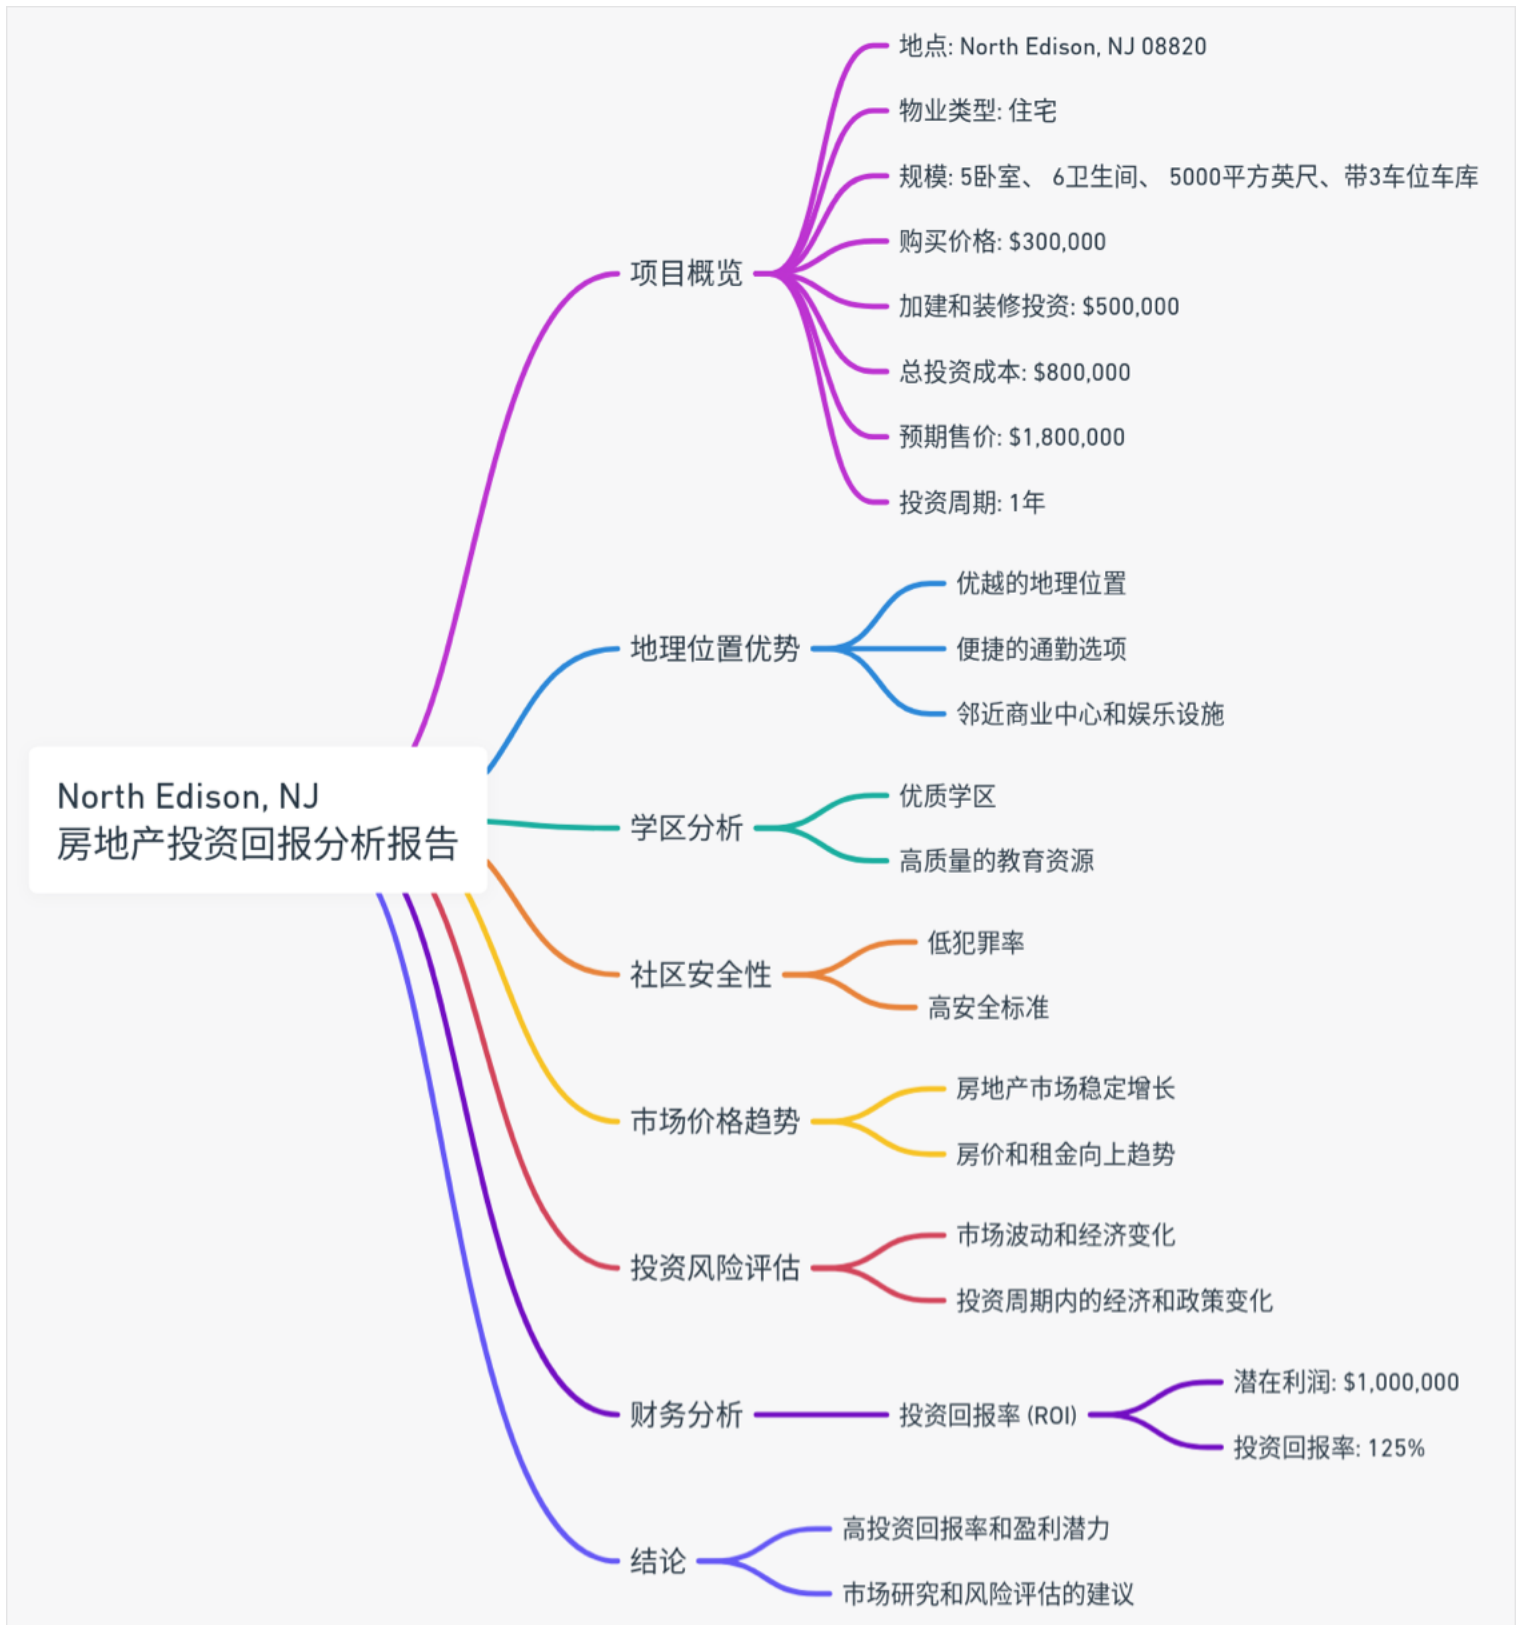 North Edison, NJ
房地产投资回报分析报告
项目概览
地点: North Edison, NJ 08820
物业类型: 住宅
规模: 5卧室、 6卫生间、 5000平方英尺、带3车位车库
购买价格: $300,000
加建和装修投资: $500,000
总投资成本: $800,000
预期售价: $1,800,000
投资周期: 1年
地理位置优势
优越的地理位置
便捷的通勤选项
邻近商业中心和娱乐设施
学区分析
优质学区
高质量的教育资源
社区安全性
低犯罪率
高安全标准
市场价格趋势
房地产市场稳定增长
房价和租金向上趋势
投资风险评估
市场波动和经济变化
投资周期内的经济和政策变化
财务分析
投资回报率 (ROI)
潜在利润: $1,000,000
投资回报率: 125%
结论
高投资回报率和盈利潜力
市场研究和风险评估的建议